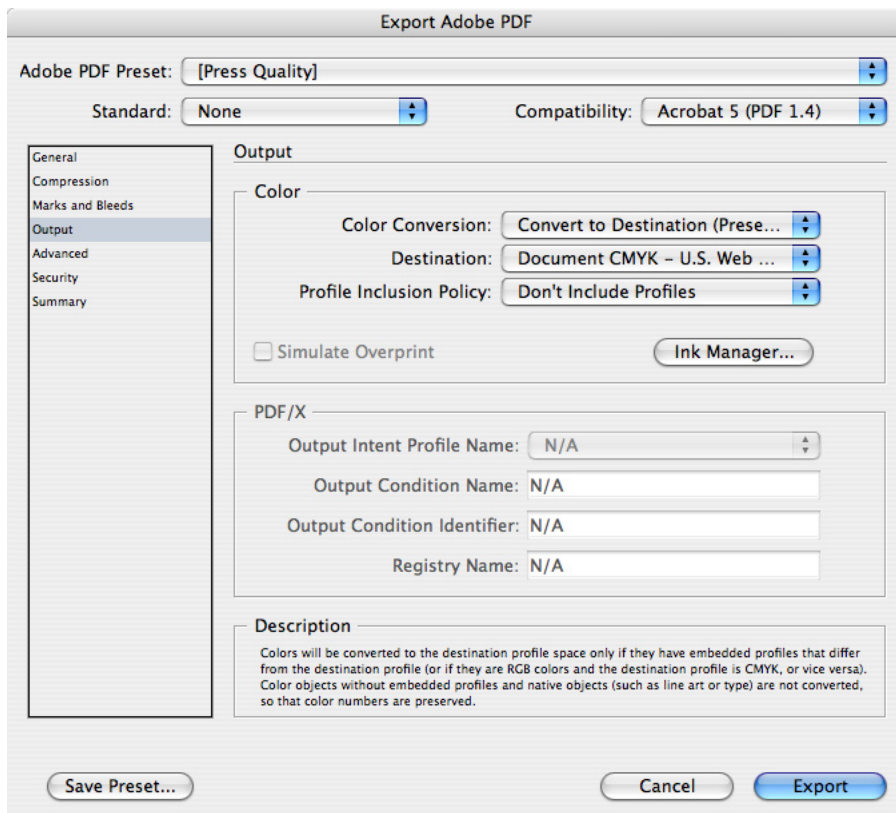 Export Adobe PDF
Adobe PDF Preset: [Press Quality]
Standard: None Compatibility: Acrobat 5 (PDF 1.4)
General
Compression
Marks and Bleeds
Output
Advanced
Security
Summary
Output
Color
Color Conversion: Convert to Destination (Prese...
Destination: Document CMYK – U.S. Web ...
Profile Inclusion Policy: Don't Include Profiles
Simulate Overprint Ink Manager...
PDF/X
Output Intent Profile Name: N/A
Output Condition Name: N/A
Output Condition Identifier: N/A
Registry Name: N/A
Description
Colors will be converted to the destination profile space only if they have embedded profiles that differ
from the destination profile (or if they are RGB colors and the destination profile is CMYK, or vice versa).
Color objects without embedded profiles and native objects (such as line art or type) are not converted,
so that color numbers are preserved.
Save Preset... Cancel Export